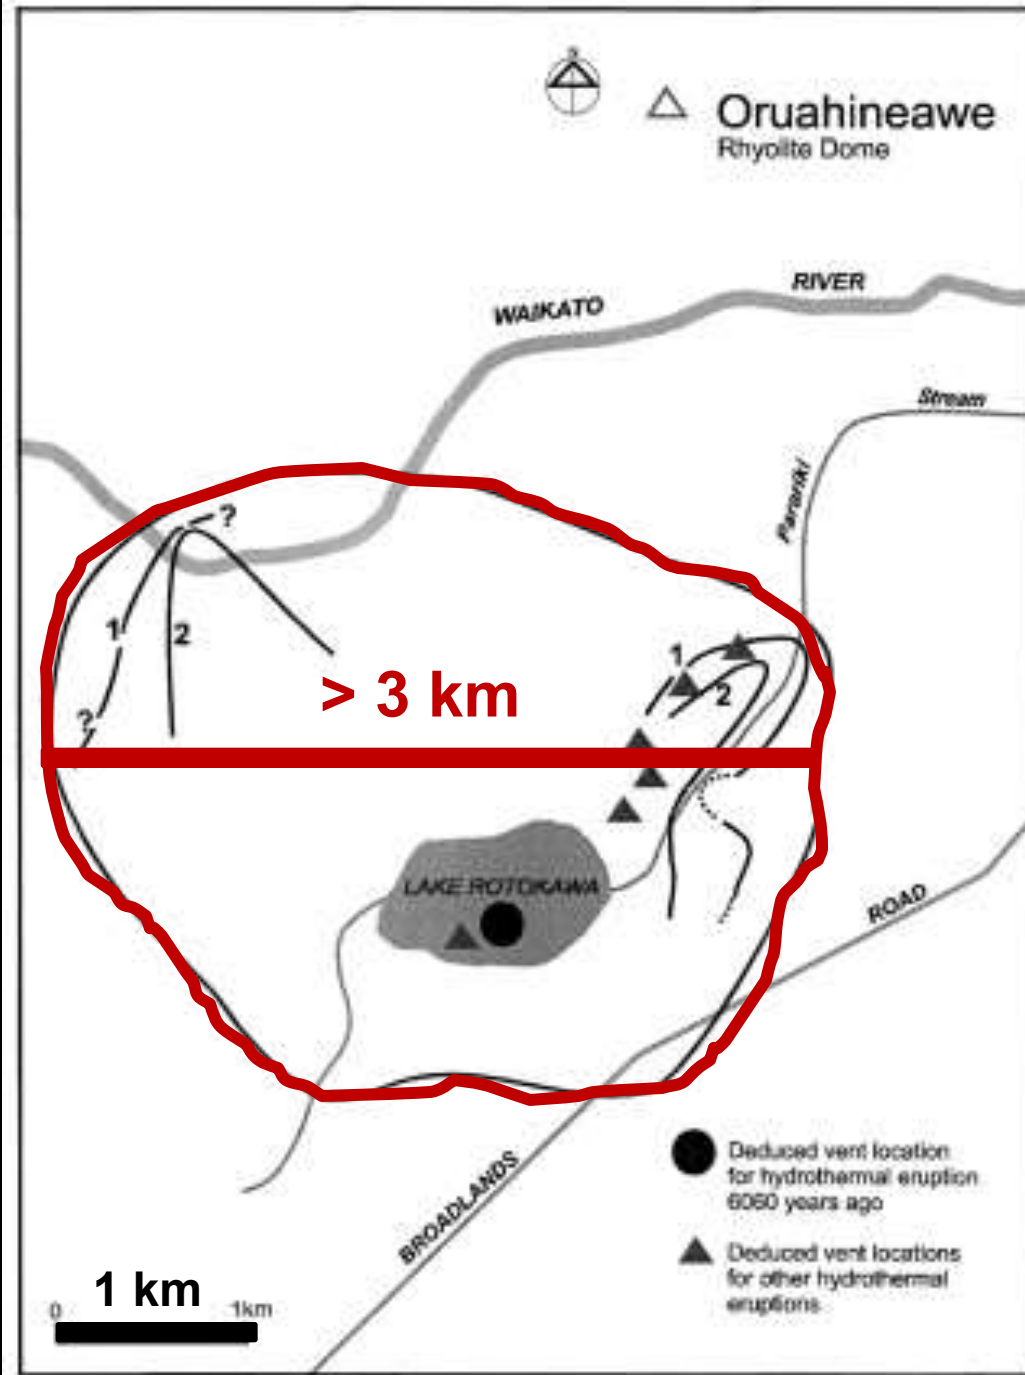 N
Oruahineawe
Rhyolite Dome
RIVER
WAIKATO
Stream
Parariki
?
1
2
1
2
?
> 3 km
LAKE ROTOKAWA
ROAD
BROADLANDS
Deduced vent location
for hydrothermal eruption
6060 years ago
Deduced vent locations
for other hydrothermal
eruptions
1 km
0 1km